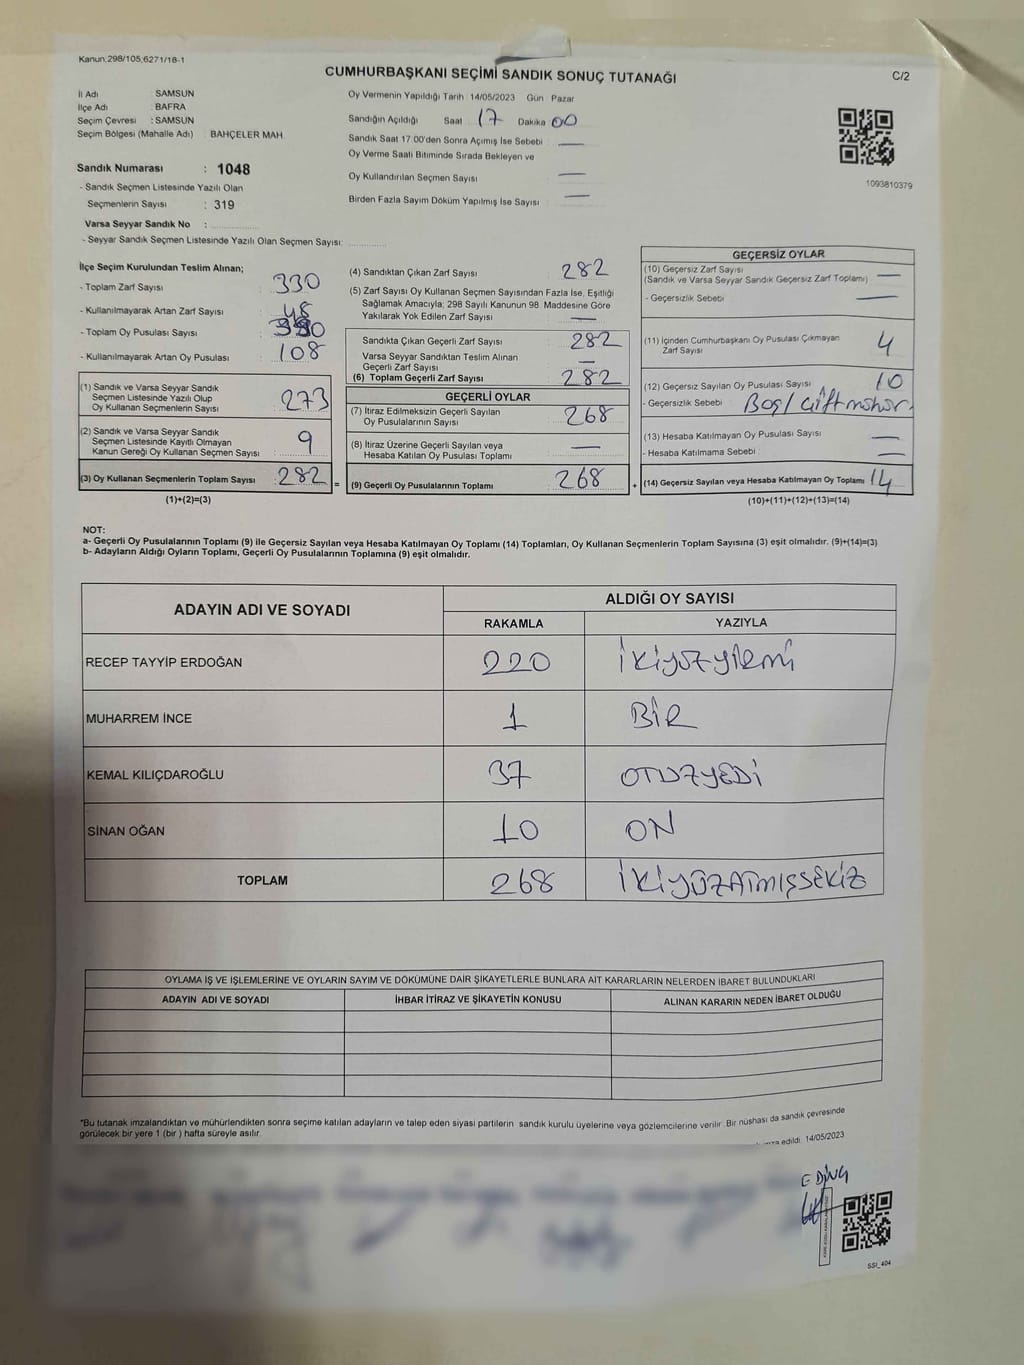 Kanun;298/105,6271/18-1
CUMHURBAŞKANI SEÇİMİ SANDIK SONUÇ TUTANAĞI
C/2
İl Adı : SAMSUN
İlçe Adı : BAFRA
Seçim Çevresi : SAMSUN
Seçim Bölgesi (Mahalle Adı) : BAHÇELER MAH.
Sandık Numarası : 1048
- Sandık Seçmen Listesinde Yazılı Olan
Seçmenlerin Sayısı : 319
Varsa Seyyar Sandık No :
- Seyyar Sandık Seçmen Listesinde Yazılı Olan Seçmen Sayısı:
Oy Vermenin Yapıldığı Tarih : 14/05/2023 Gün Pazar
Sandığın Açıldığı Saat 17 Dakika 00
Sandık Saat 17:00'den Sonra Açımış İse Sebebi : —
Oy Verme Saati Bitiminde Sırada Bekleyen ve
Oy Kullandırılan Seçmen Sayısı : —
Birden Fazla Sayım Döküm Yapılmış İse Sayısı : —
1093810379
İlçe Seçim Kurulundan Teslim Alınan;
- Toplam Zarf Sayısı : 330
- Kullanılmayarak Artan Zarf Sayısı : 48
- Toplam Oy Pusulası Sayısı :
- Kullanılmayarak Artan Oy Pusulası : 108
(1) Sandık ve Varsa Seyyar Sandık
Seçmen Listesinde Yazılı Olup
Oy Kullanan Seçmenlerin Sayısı : 273
(2) Sandık ve Varsa Seyyar Sandık
Seçmen Listesinde Kayıtlı Olmayan
Kanun Gereği Oy Kullanan Seçmen Sayısı : 9
(3) Oy Kullanan Seçmenlerin Toplam Sayısı : 282 =
(1)+(2)=(3)
(4) Sandıktan Çıkan Zarf Sayısı : 282
(5) Zarf Sayısı Oy Kullanan Seçmen Sayısından Fazla İse, Eşitliği
Sağlamak Amacıyla; 298 Sayılı Kanunun 98. Maddesine Göre
Yakılarak Yok Edilen Zarf Sayısı : —
Sandıkta Çıkan Geçerli Zarf Sayısı : 282
Varsa Seyyar Sandıktan Teslim Alınan
Geçerli Zarf Sayısı : —
(6) Toplam Geçerli Zarf Sayısı : 282
GEÇERLİ OYLAR
(7) İtiraz Edilmeksizin Geçerli Sayılan
Oy Pusulalarının Sayısı : 268
(8) İtiraz Üzerine Geçerli Sayılan veya
Hesaba Katılan Oy Pusulası Toplamı : —
(9) Geçerli Oy Pusulalarının Toplamı : 268 +
GEÇERSİZ OYLAR
(10) Geçersiz Zarf Sayısı
(Sandık ve Varsa Seyyar Sandık Geçersiz Zarf Toplamı) : —
- Geçersizlik Sebebi : —
(11) İçinden Cumhurbaşkanı Oy Pusulası Çıkmayan
Zarf Sayısı : 4
(12) Geçersiz Sayılan Oy Pusulası Sayısı : 10
- Geçersizlik Sebebi : Boş/çift mühür
(13) Hesaba Katılmayan Oy Pusulası Sayısı : —
- Hesaba Katılmama Sebebi : —
(14) Geçersiz Sayılan veya Hesaba Katılmayan Oy Toplamı : 14
(10)+(11)+(12)+(13)=(14)
NOT:
a- Geçerli Oy Pusulalarının Toplamı (9) ile Geçersiz Sayılan veya Hesaba Katılmayan Oy Toplamı (14) Toplamları, Oy Kullanan Seçmenlerin Toplam Sayısına (3) eşit olmalıdır. (9)+(14)=(3)
b- Adayların Aldığı Oyların Toplamı, Geçerli Oy Pusulalarının Toplamına (9) eşit olmalıdır.
ADAYIN ADI VE SOYADI
ALDIĞI OY SAYISI
RAKAMLA YAZIYLA
RECEP TAYYİP ERDOĞAN 220 İkiyüzyirmi
MUHARREM İNCE 1 BİR
KEMAL KILIÇDAROĞLU 37 OTUZYEDİ
SİNAN OĞAN 10 ON
TOPLAM 268 İKİYÜZATMIŞSEKİZ
OYLAMA İŞ VE İŞLEMLERİNE VE OYLARIN SAYIM VE DÖKÜMÜNE DAİR ŞİKAYETLERLE BUNLARA AİT KARARLARIN NELERDEN İBARET BULUNDUKLARI
ADAYIN ADI VE SOYADI İHBAR İTİRAZ VE ŞİKAYETİN KONUSU ALINAN KARARIN NEDEN İBARET OLDUĞU
*Bu tutanak imzalandıktan ve mühürlendikten sonra seçime katılan adayların ve talep eden siyasi partilerin sandık kurulu üyelerine veya gözlemcilerine verilir. Bir nüshası da sandık çevresinde
görülecek bir yere 1 (bir ) hafta süreyle asılır.
edildi. 14/05/2023
E DİNÇ
SSI_404